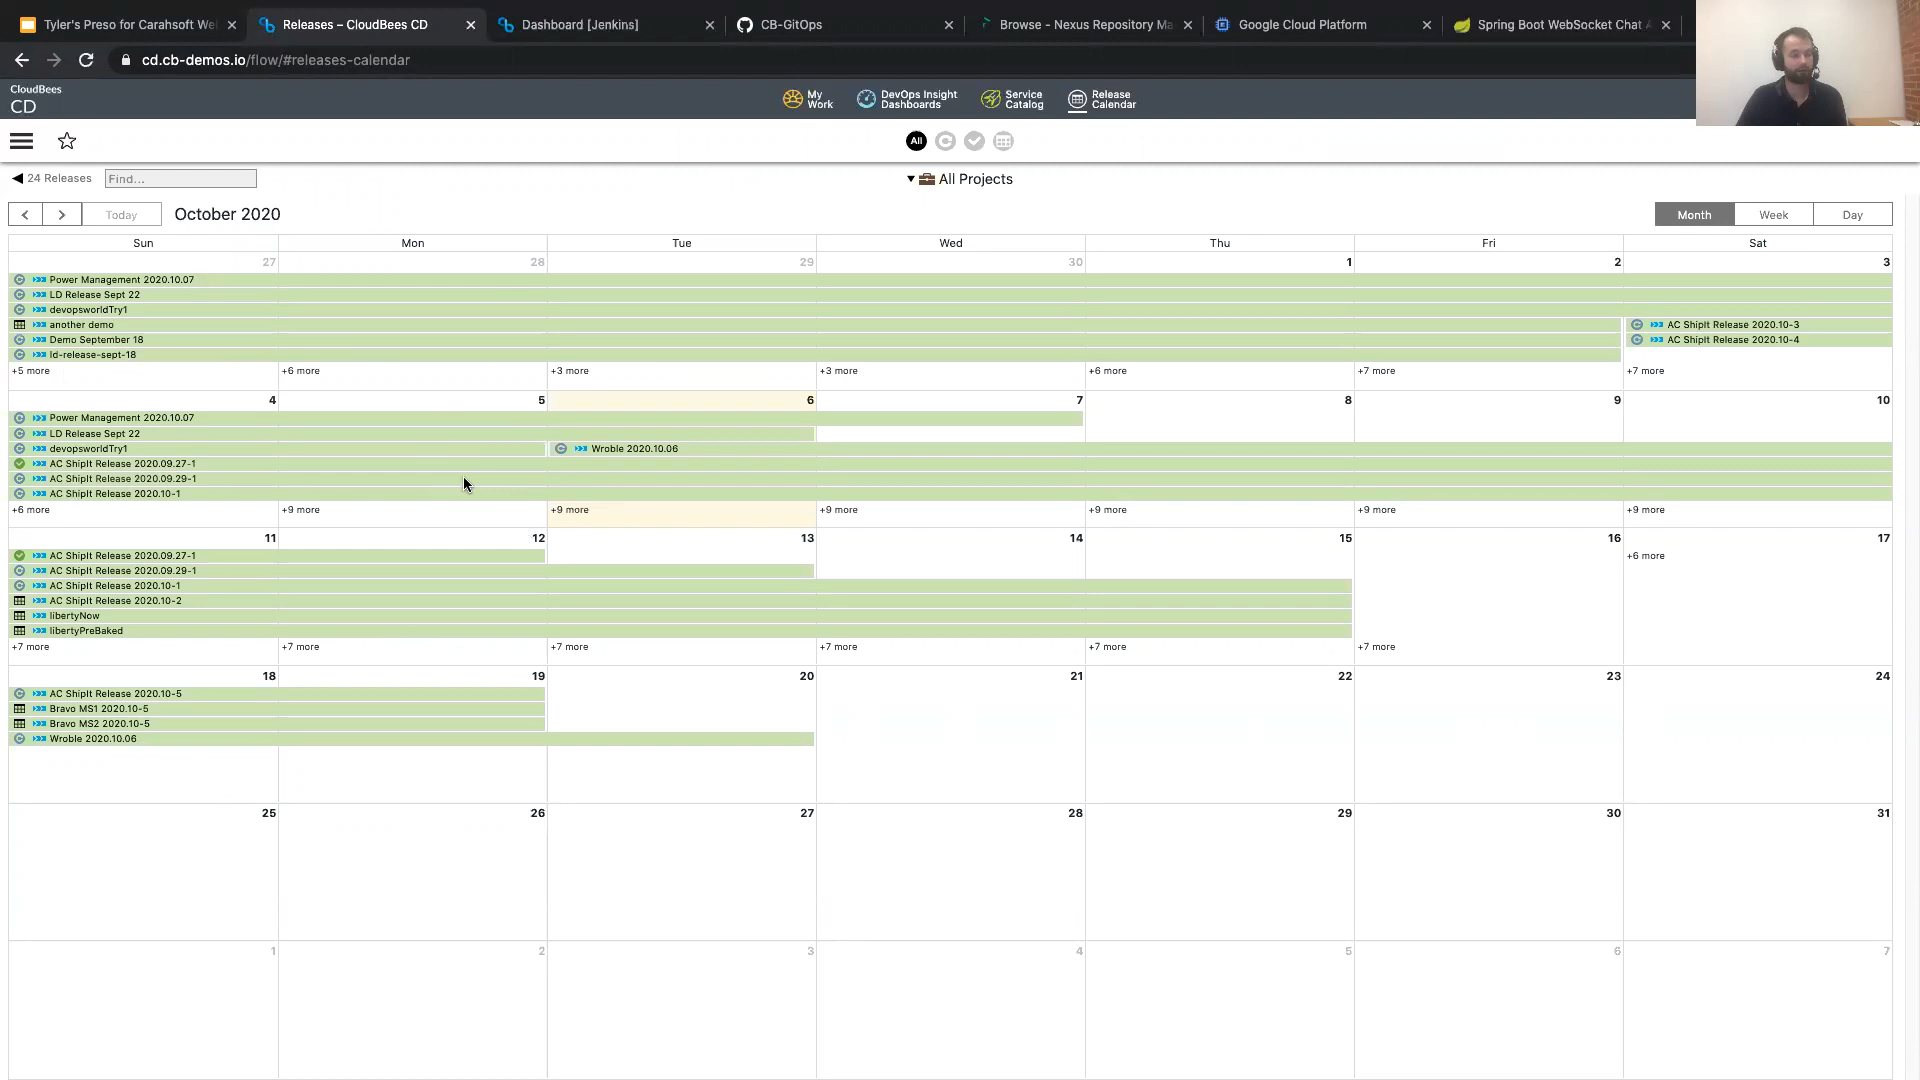 Tyler's Preso for Carahsoft We
Releases – CloudBees CD
Dashboard [Jenkins]
CB-GitOps
Browse - Nexus Repository Ma
Google Cloud Platform
Spring Boot WebSocket Chat A
cd.cb-demos.io/flow/#releases-calendar
CloudBees
CD
My Work
DevOps Insight Dashboards
Service Catalog
Release Calendar
All
24 Releases
Find...
All Projects
Today
October 2020
Month
Week
Day
Sun Mon Tue Wed Thu Fri Sat
27 28 29 30 1 2 3
Power Management 2020.10.07
LD Release Sept 22
devopsworldTry1
another demo
AC ShipIt Release 2020.10-3
Demo September 18
AC ShipIt Release 2020.10-4
ld-release-sept-18
+5 more +6 more +3 more +3 more +6 more +7 more +7 more
4 5 6 7 8 9 10
Power Management 2020.10.07
LD Release Sept 22
devopsworldTry1
Wroble 2020.10.06
AC ShipIt Release 2020.09.27-1
AC ShipIt Release 2020.09.29-1
AC ShipIt Release 2020.10-1
+6 more +9 more +9 more +9 more +9 more +9 more +9 more
11 12 13 14 15 16 17
AC ShipIt Release 2020.09.27-1
+6 more
AC ShipIt Release 2020.09.29-1
AC ShipIt Release 2020.10-1
AC ShipIt Release 2020.10-2
libertyNow
libertyPreBaked
+7 more +7 more +7 more +7 more +7 more +7 more
18 19 20 21 22 23 24
AC ShipIt Release 2020.10-5
Bravo MS1 2020.10-5
Bravo MS2 2020.10-5
Wroble 2020.10.06
25 26 27 28 29 30 31
1 2 3 4 5 6 7